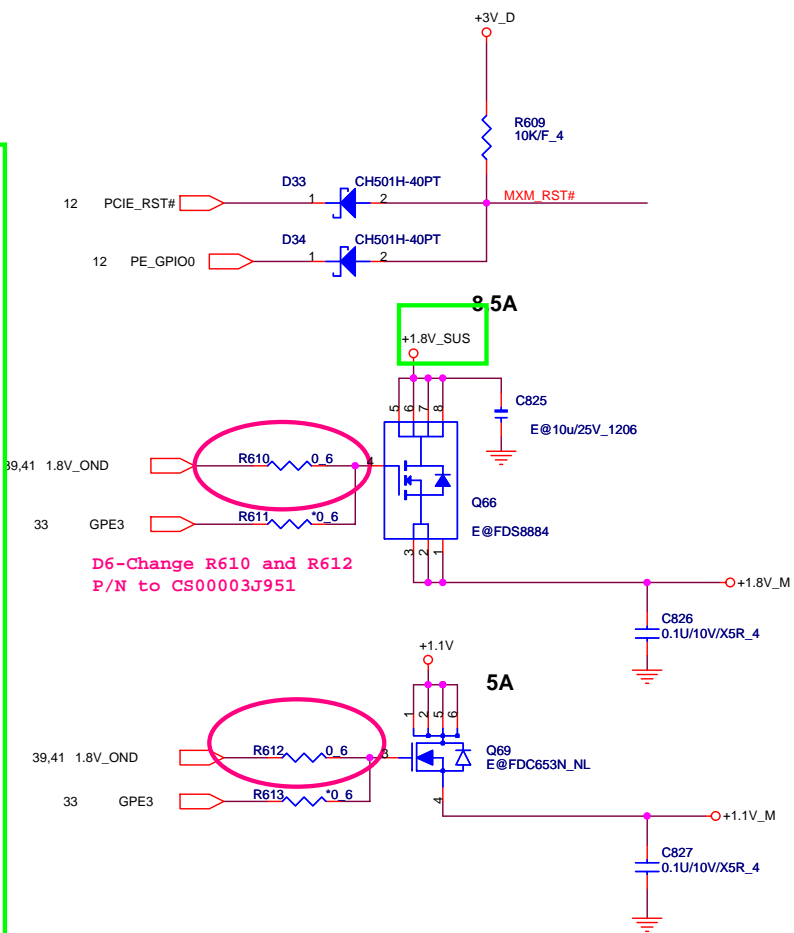 +3V_D
R609
10K/F_4
D33 CH501H-40PT
12 PCIE_RST# 1 2 MXM_RST#
D34 CH501H-40PT
12 PE_GPIO0 1 2
8.5A
+1.8V_SUS
5 6 7 8
C825
E@10u/25V_1206
39,41 1.8V_OND R610 0_6 4
Q66
33 GPE3 R611 *0_6
E@FDS8884
3 2 1
D6-Change R610 and R612
P/N to CS00003J951
+1.8V_M
C826
0.1U/10V/X5R_4
+1.1V
5A
1 2 5 6
39,41 1.8V_OND R612 0_6 3
Q69
E@FDC653N_NL
33 GPE3 R613 *0_6
4
+1.1V_M
C827
0.1U/10V/X5R_4